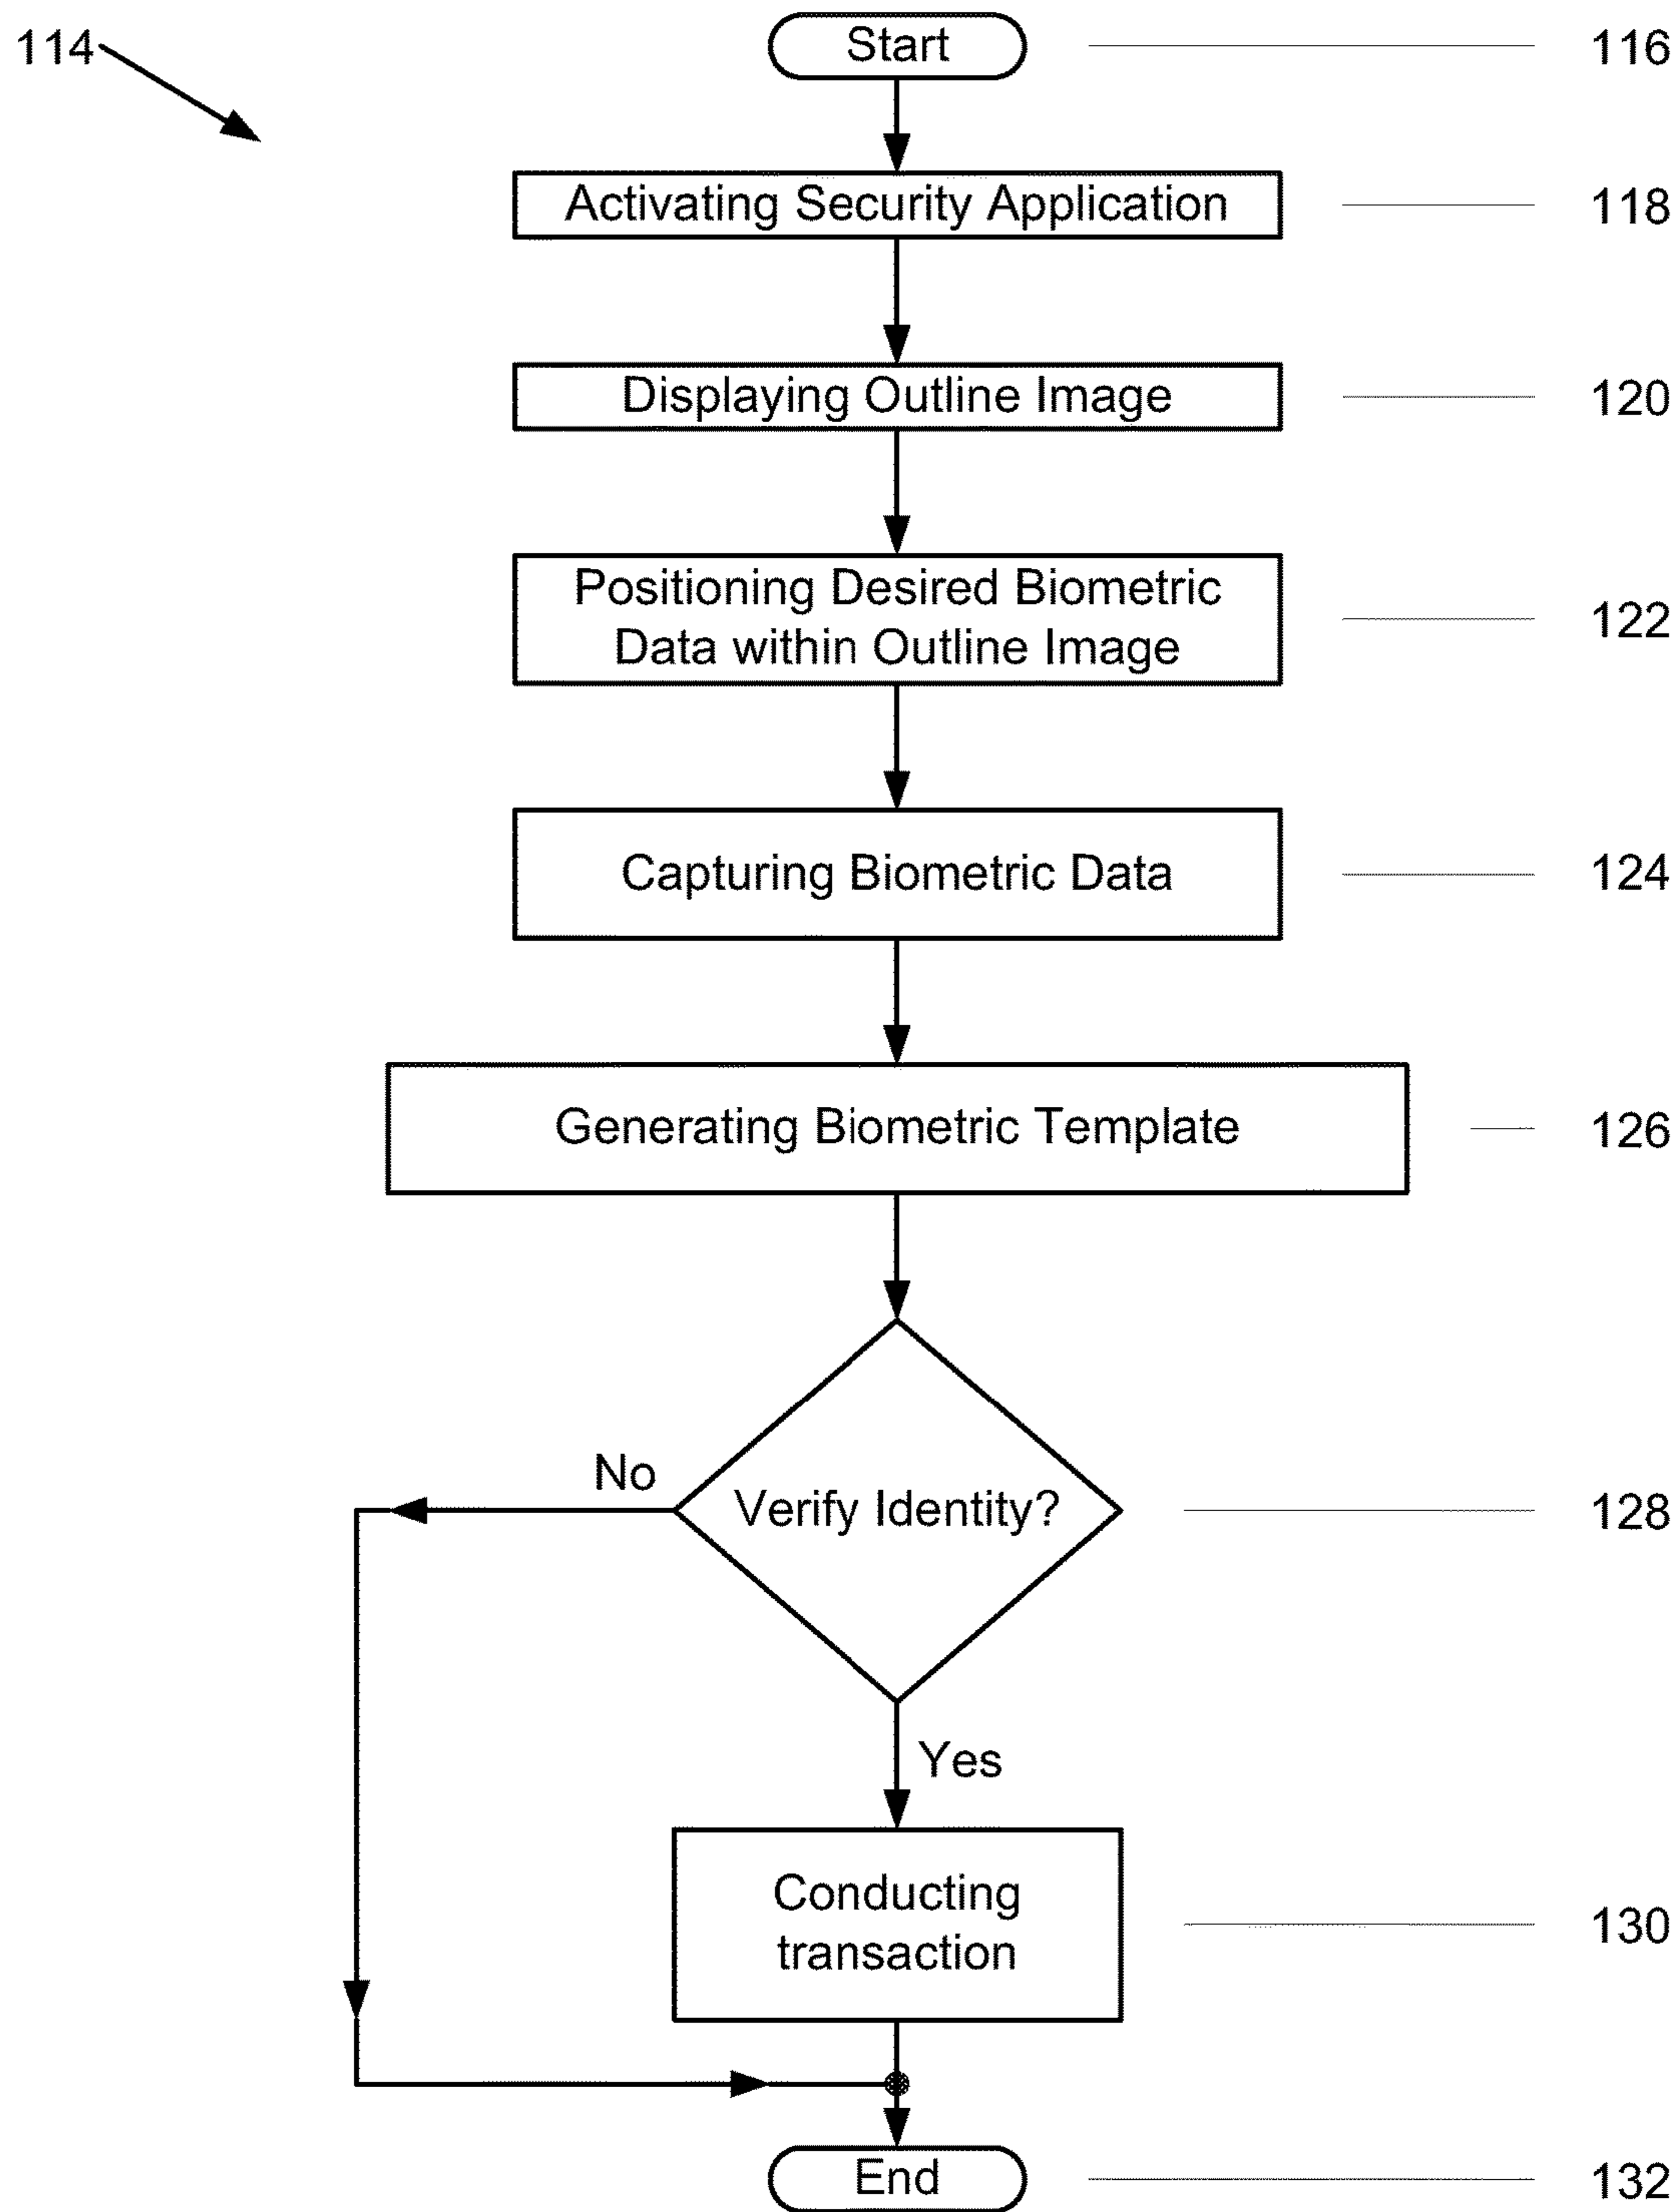 114
Start
116
Activating Security Application
118
Displaying Outline Image
120
Positioning Desired Biometric
Data within Outline Image
122
Capturing Biometric Data
124
Generating Biometric Template
126
No
Verify Identity?
128
Yes
Conducting
transaction
130
End
132